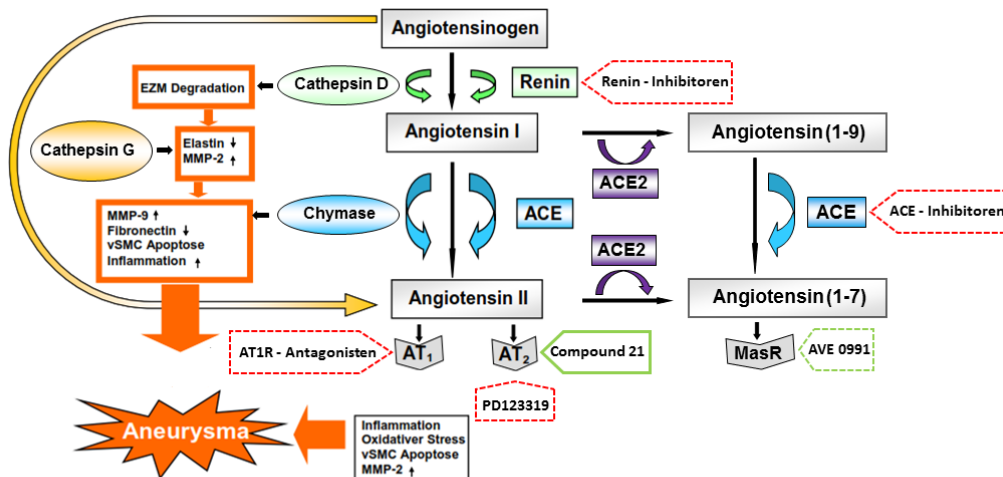 Angiotensinogen
EZM Degradation
Cathepsin D
Renin
Renin - Inhibitoren
Cathepsin G
Elastin ↓
MMP-2 ↑
Angiotensin I
Angiotensin (1-9)
ACE2
MMP-9 ↑
Fibronectin ↓
vSMC Apoptose
Inflammation ↑
Chymase
ACE
ACE
ACE - Inhibitoren
ACE2
Angiotensin II
Angiotensin (1-7)
AT1R - Antagonisten
AT1
AT2
Compound 21
MasR
AVE 0991
PD123319
Aneurysma
Inflammation
Oxidativer Stress
vSMC Apoptose
MMP-2 ↑